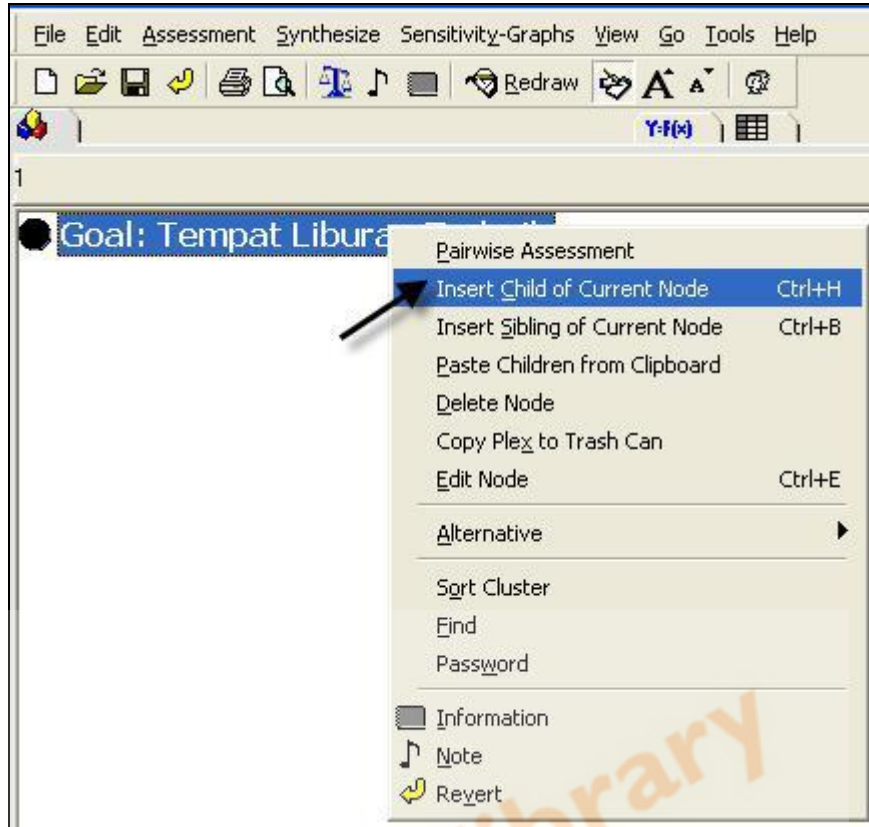 File Edit Assessment Synthesize Sensitivity-Graphs View Go Tools Help
Redraw A A
Y=F(x)
1
Goal: Tempat Libura
Pairwise Assessment
Insert Child of Current Node Ctrl+H
Insert Sibling of Current Node Ctrl+B
Paste Children from Clipboard
Delete Node
Copy Plex to Trash Can
Edit Node Ctrl+E
Alternative
Sort Cluster
Find
Password
Information
Note
Revert
brary